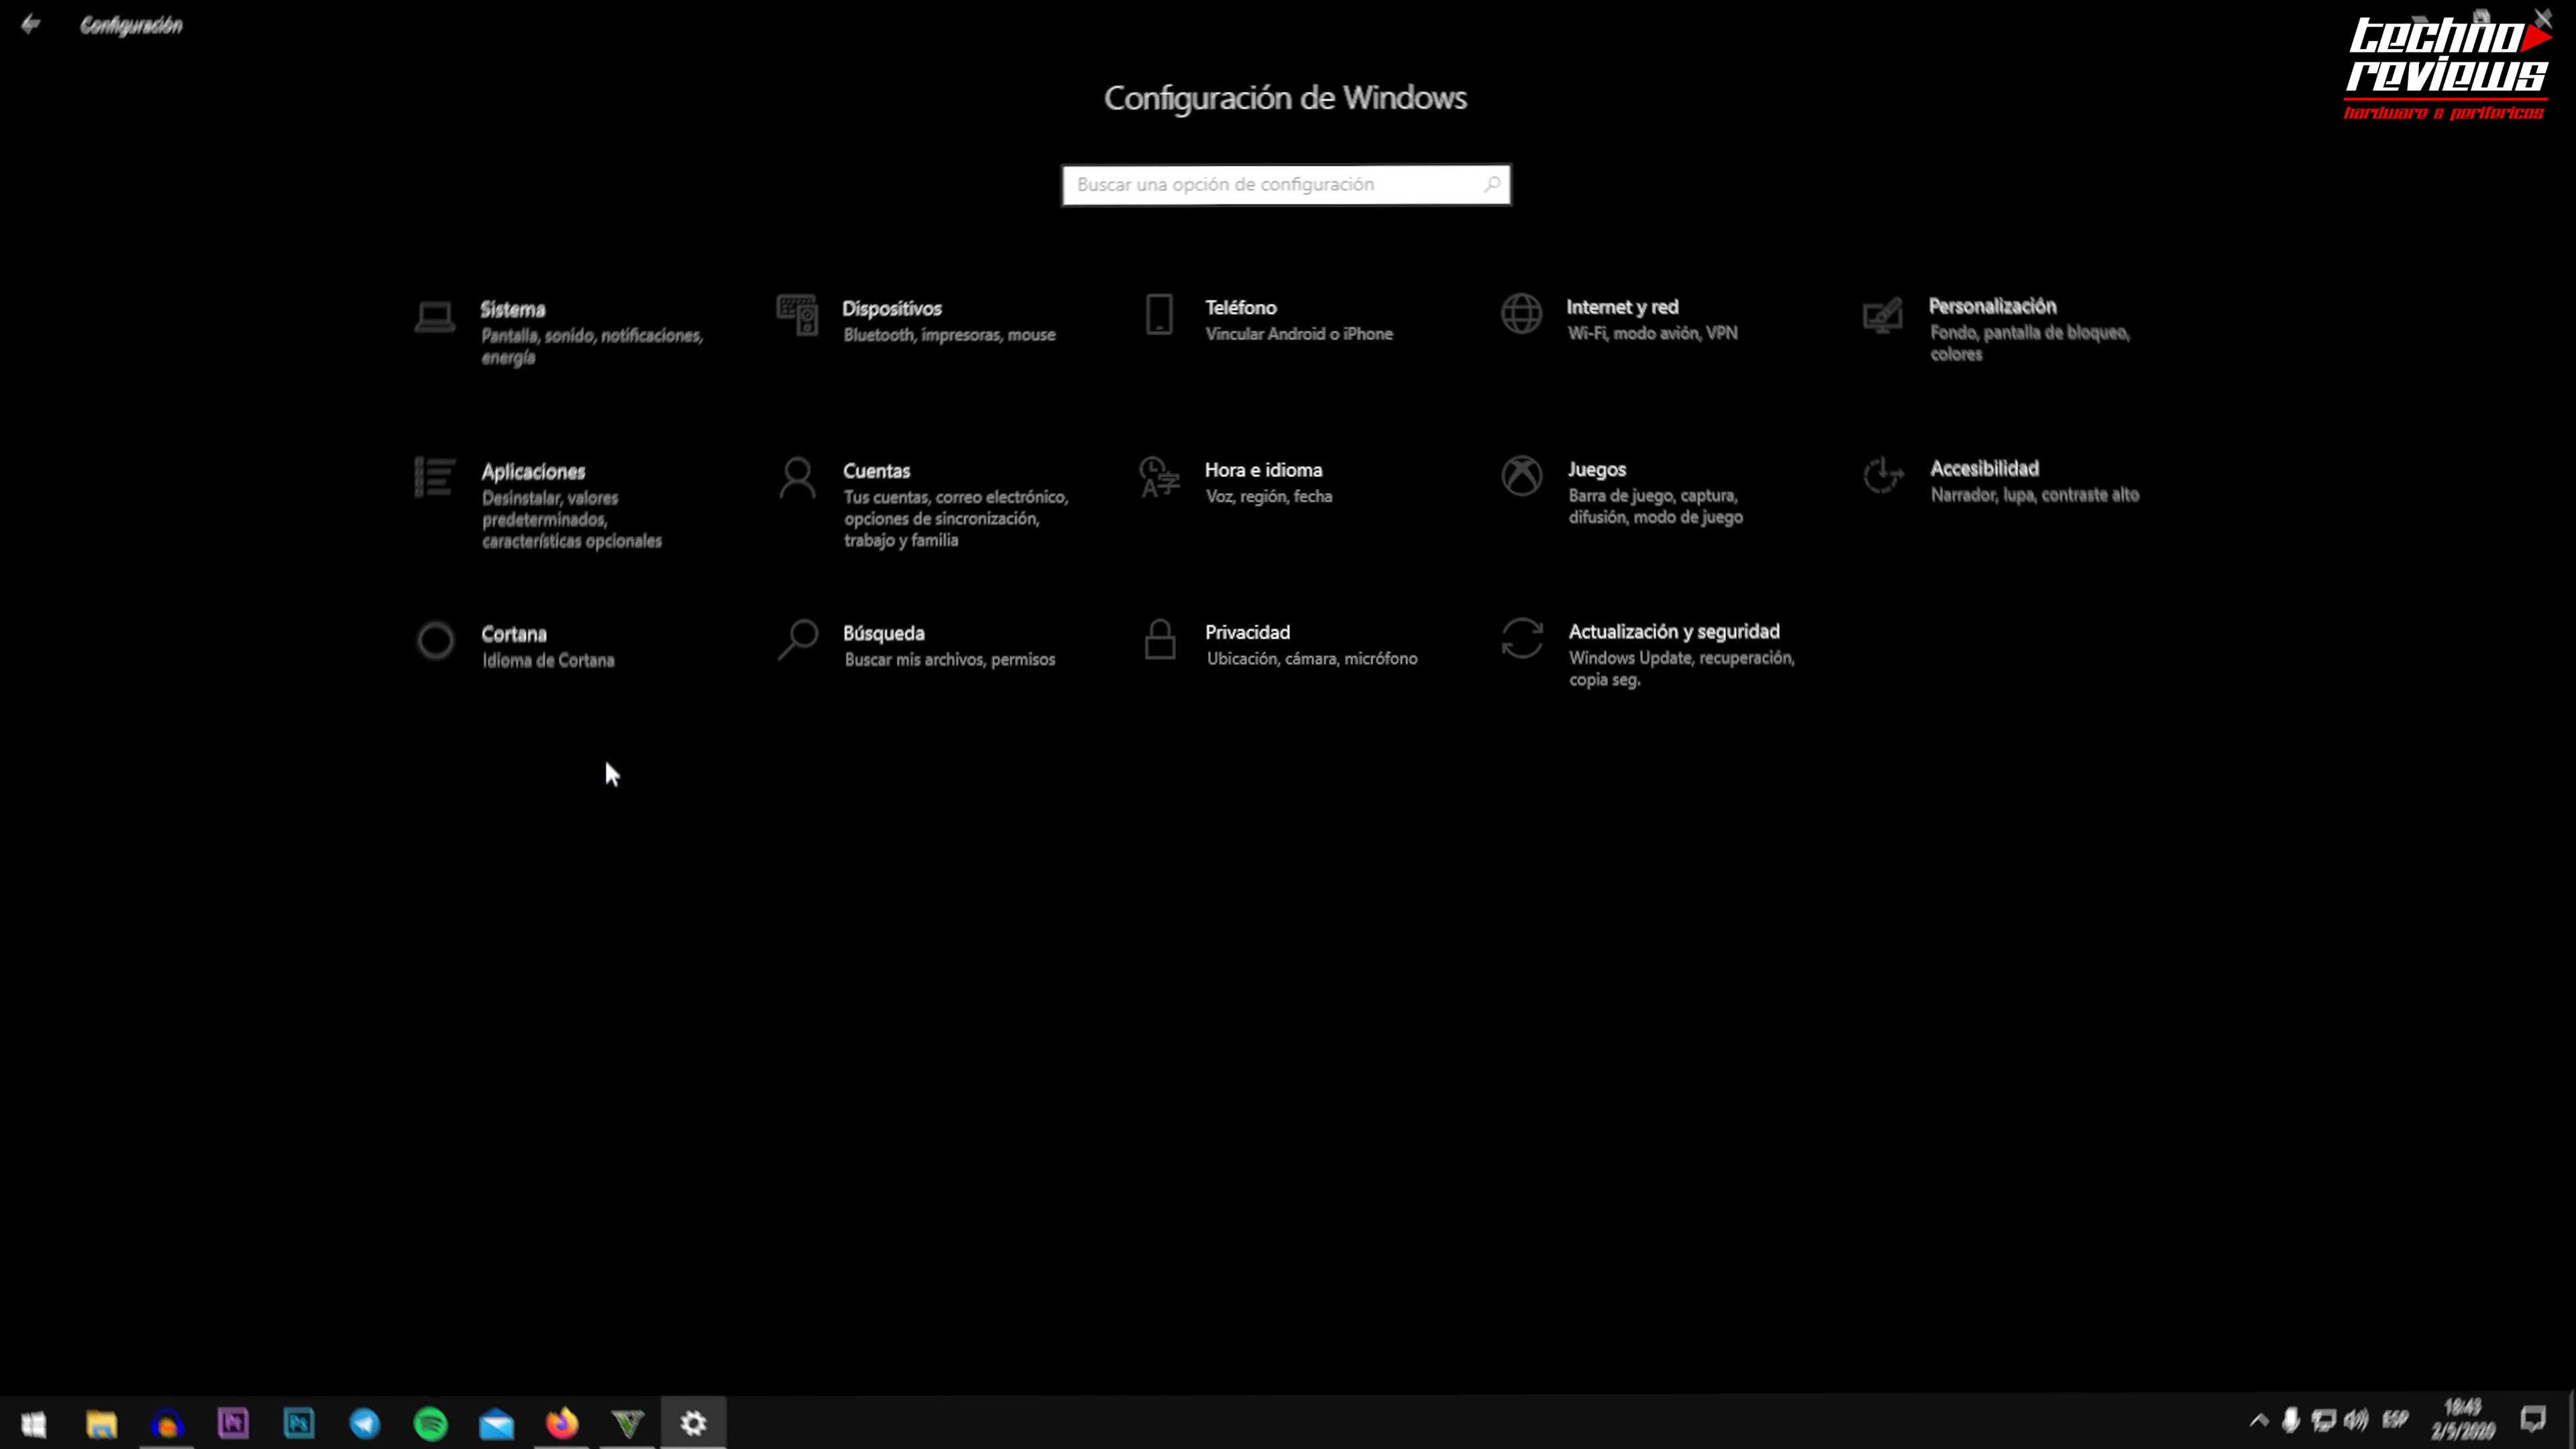 Configuración
techno
reviews
hardware & perifericos
Configuración de Windows
Buscar una opción de configuración
Sistema
Pantalla, sonido, notificaciones,
energía
Dispositivos
Bluetooth, impresoras, mouse
Teléfono
Vincular Android o iPhone
Internet y red
Wi-Fi, modo avión, VPN
Personalización
Fondo, pantalla de bloqueo,
colores
Aplicaciones
Desinstalar, valores
predeterminados,
características opcionales
Cuentas
Tus cuentas, correo electrónico,
opciones de sincronización,
trabajo y familia
Hora e idioma
Voz, región, fecha
Juegos
Barra de juego, captura,
difusión, modo de juego
Accesibilidad
Narrador, lupa, contraste alto
Cortana
Idioma de Cortana
Búsqueda
Buscar mis archivos, permisos
Privacidad
Ubicación, cámara, micrófono
Actualización y seguridad
Windows Update, recuperación,
copia seg.
Pr
Ps
ESP
18:43
2/5/2020